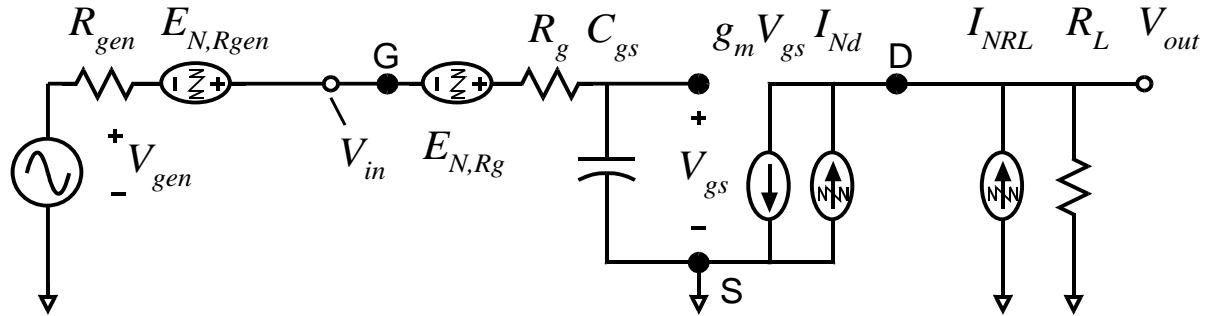 R_gen E_N,Rgen R_g C_gs g_m V_gs I_Nd I_NRL R_L V_out
G D
- N + - N +
+ V_gen - V_in E_N,Rg + V_gs - N N
S